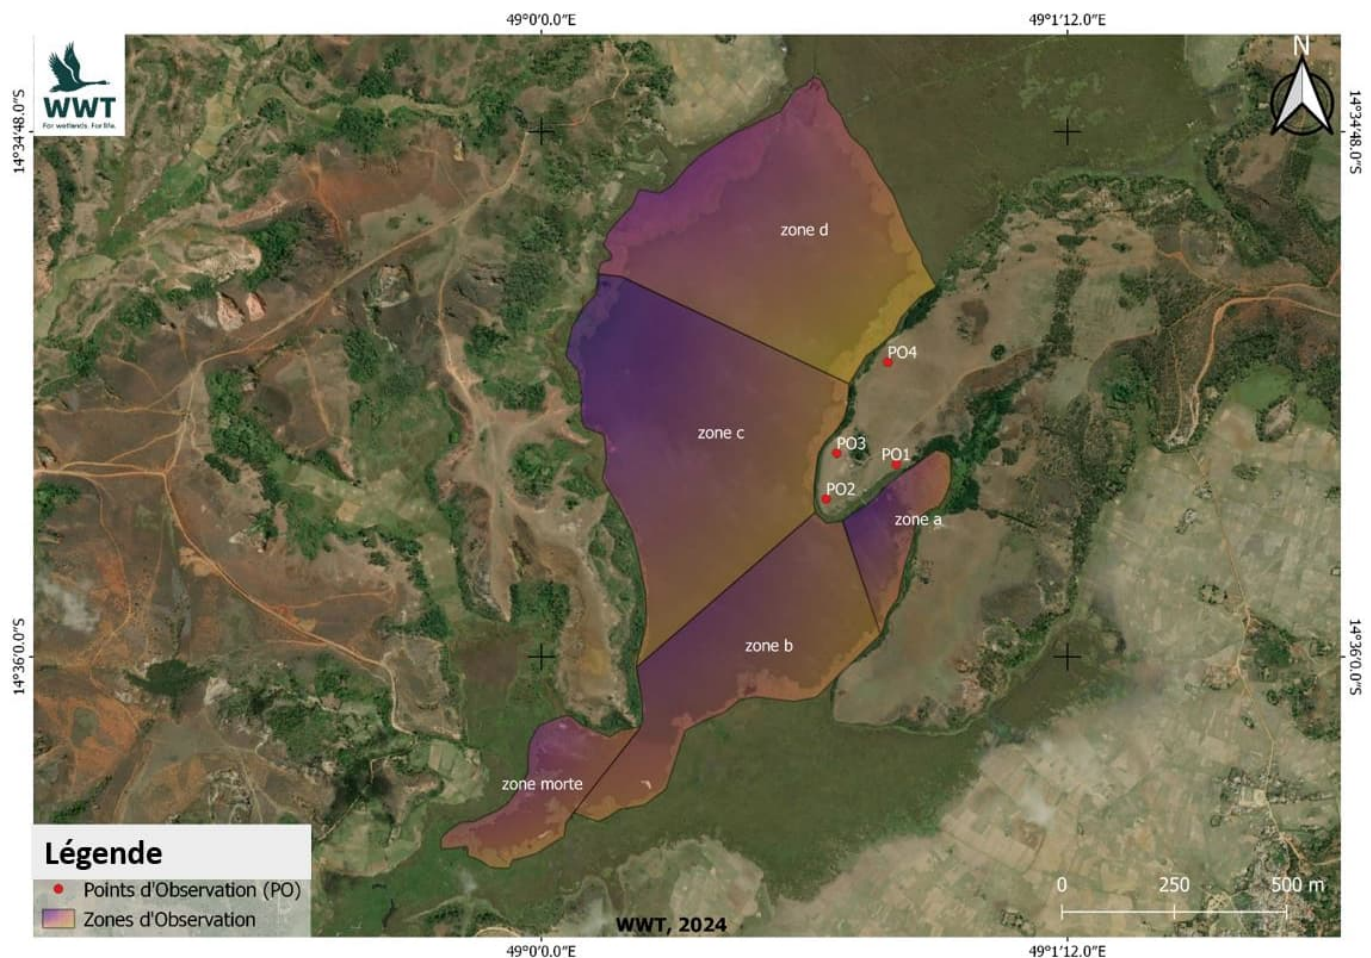 49°0'0.0"E
49°1'12.0"E
N
WWT
For wetlands. For life.
14°34'48.0"S
14°34'48.0"S
zone d
PO4
zone c
PO3
PO1
PO2
zone a
14°36'0.0"S
14°36'0.0"S
zone b
zone morte
Légende
Points d'Observation (PO)
Zones d'Observation
0 250 500 m
WWT, 2024
49°0'0.0"E
49°1'12.0"E